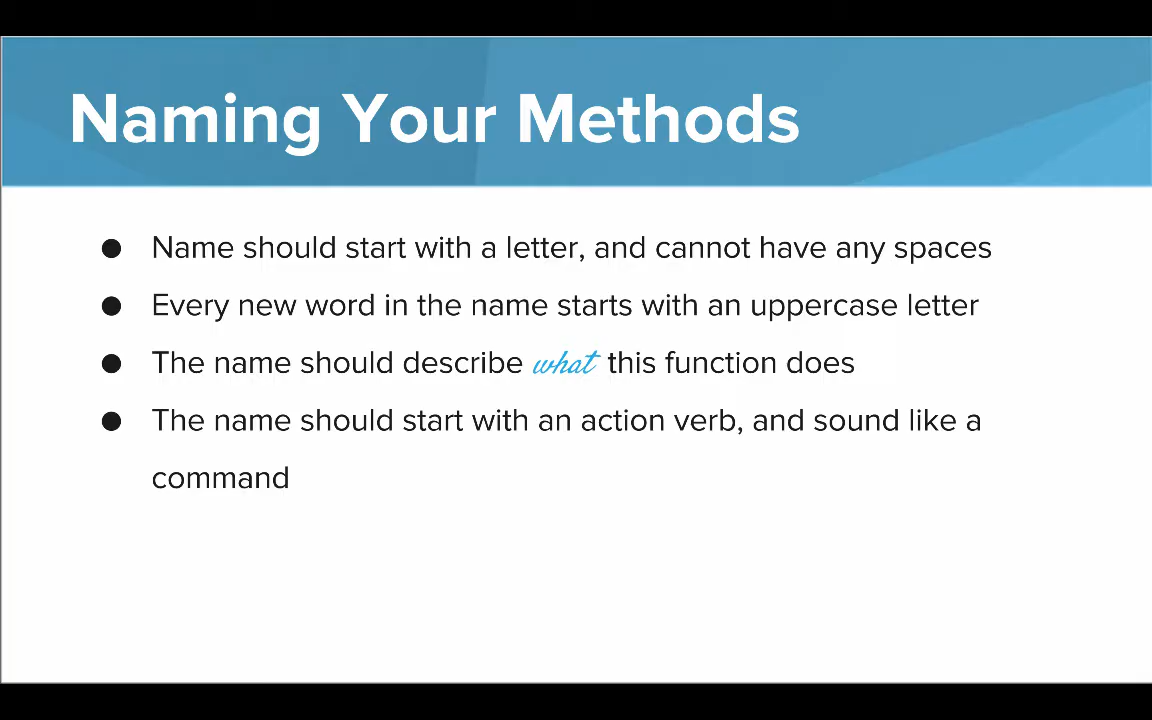 Naming Your Methods
● Name should start with a letter, and cannot have any spaces
● Every new word in the name starts with an uppercase letter
● The name should describe what this function does
● The name should start with an action verb, and sound like a
command